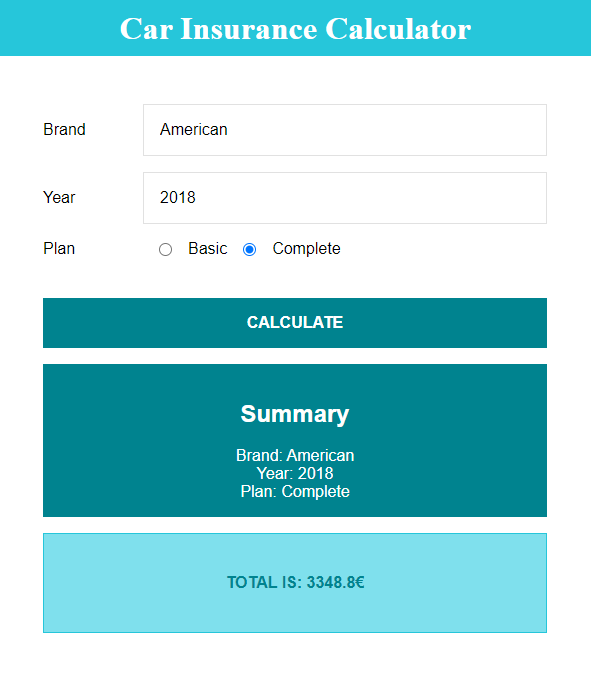 Car Insurance Calculator
Brand
American
Year
2018
Plan
Basic
Complete
CALCULATE
Summary
Brand: American
Year: 2018
Plan: Complete
TOTAL IS: 3348.8€